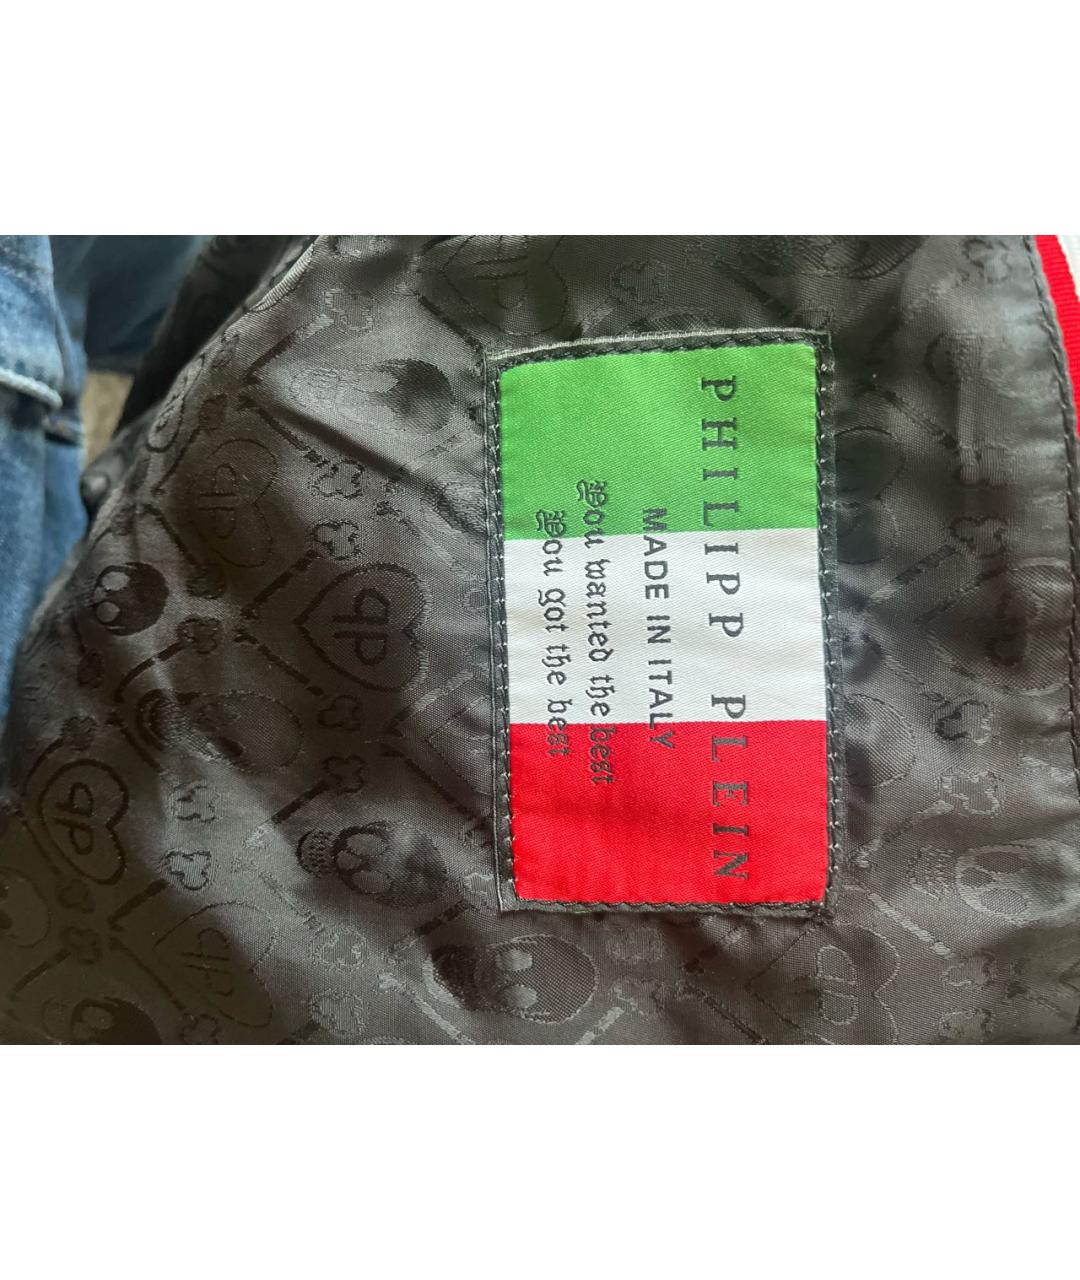 PHILIPP PLEIN
MADE IN ITALY
You wanted the best
You got the best